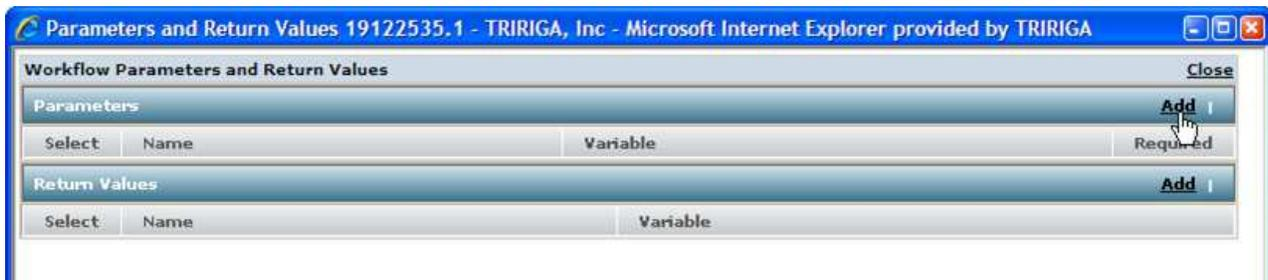 Parameters and Return Values 19122535.1 - TRIRIGA, Inc - Microsoft Internet Explorer provided by TRIRIGA
Workflow Parameters and Return Values Close
Parameters Add
Select Name Variable Required
Return Values Add
Select Name Variable